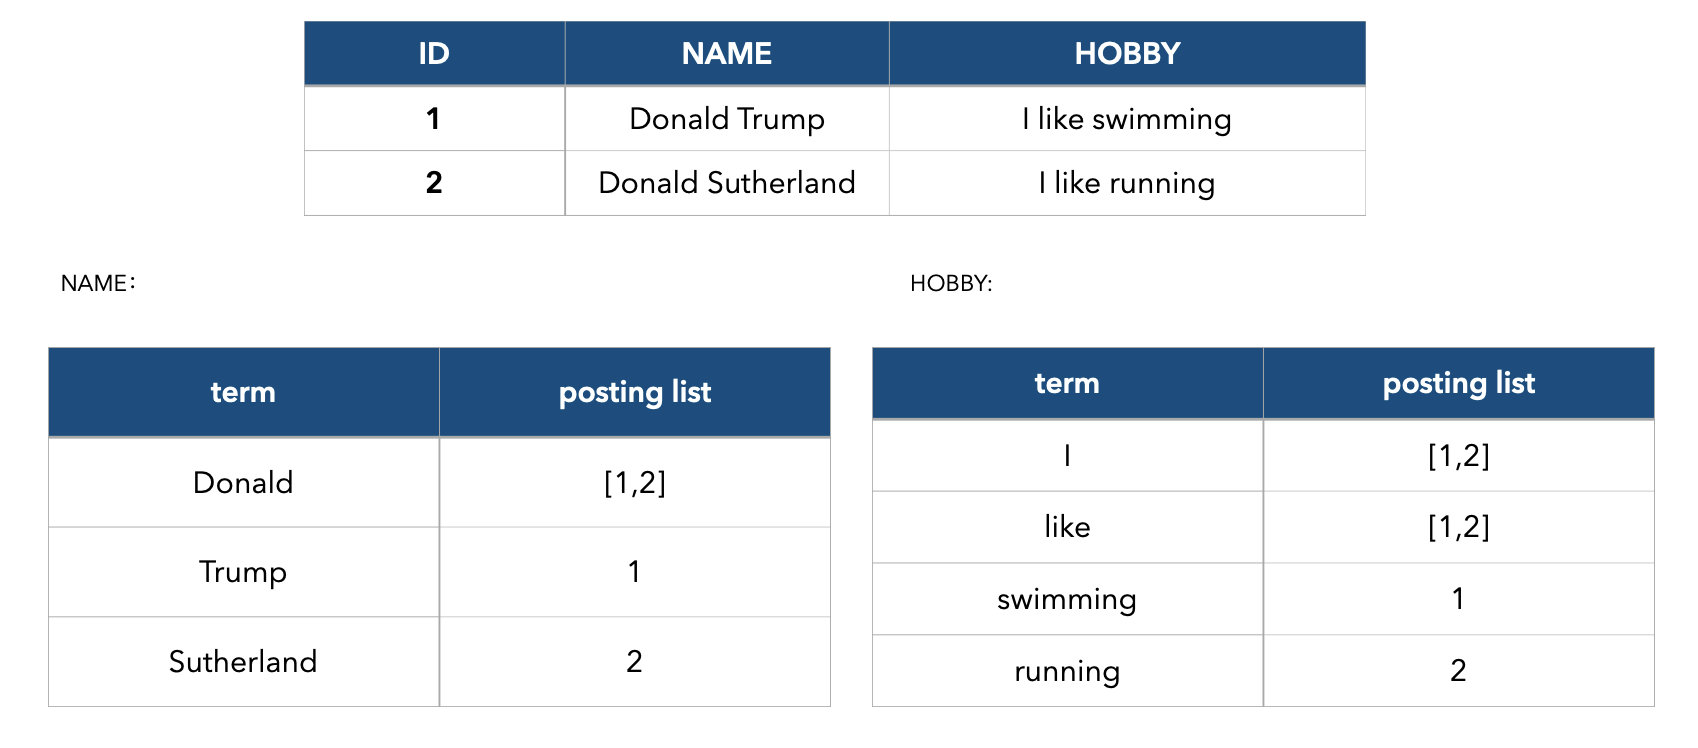 ID NAME HOBBY
1 Donald Trump I like swimming
2 Donald Sutherland I like running
NAME： HOBBY:
term posting list
Donald [1,2]
Trump 1
Sutherland 2
term posting list
I [1,2]
like [1,2]
swimming 1
running 2